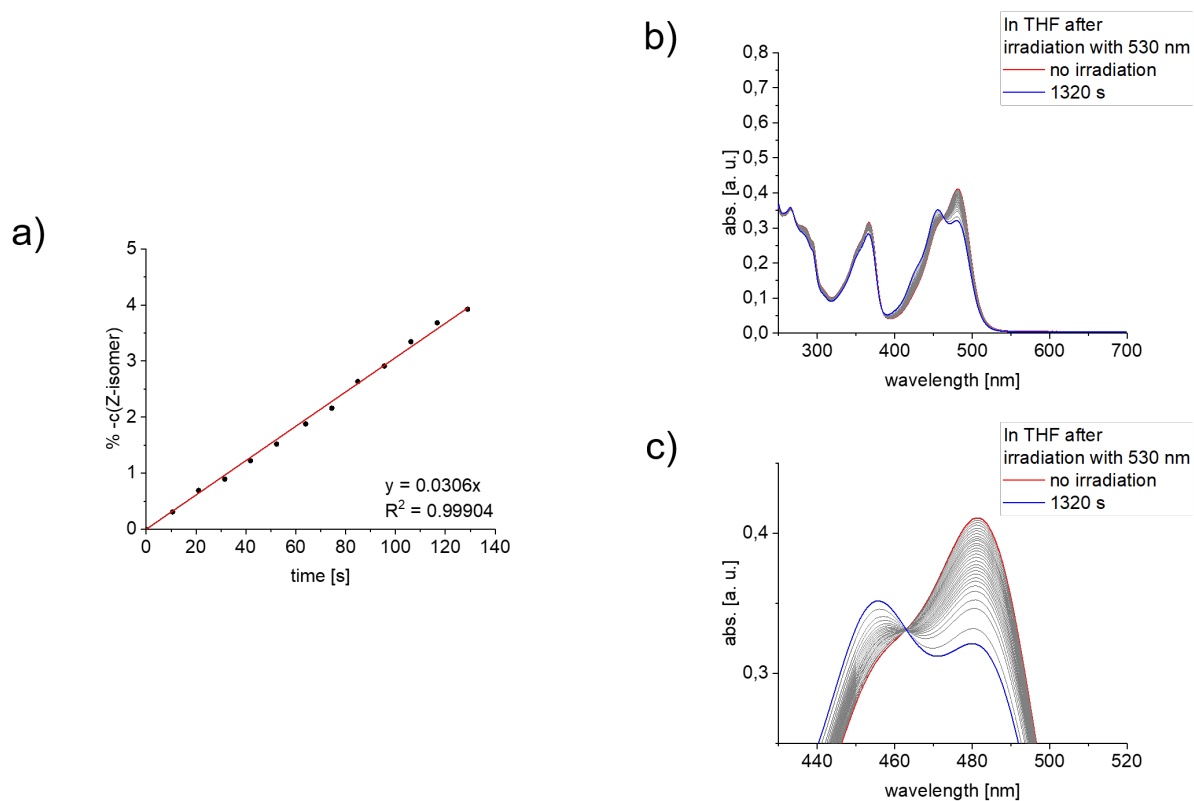 a)
% -c(Z-isomer)
5
4
3
2
1
0
y = 0.0306x
R² = 0.99904
0 20 40 60 80 100 120 140
time [s]
b)
In THF after
irradiation with 530 nm
no irradiation
1320 s
abs. [a. u.]
0,8
0,7
0,6
0,5
0,4
0,3
0,2
0,1
0,0
300 400 500 600 700
wavelength [nm]
c)
In THF after
irradiation with 530 nm
no irradiation
1320 s
abs. [a. u.]
0,4
0,3
440 460 480 500 520
wavelength [nm]